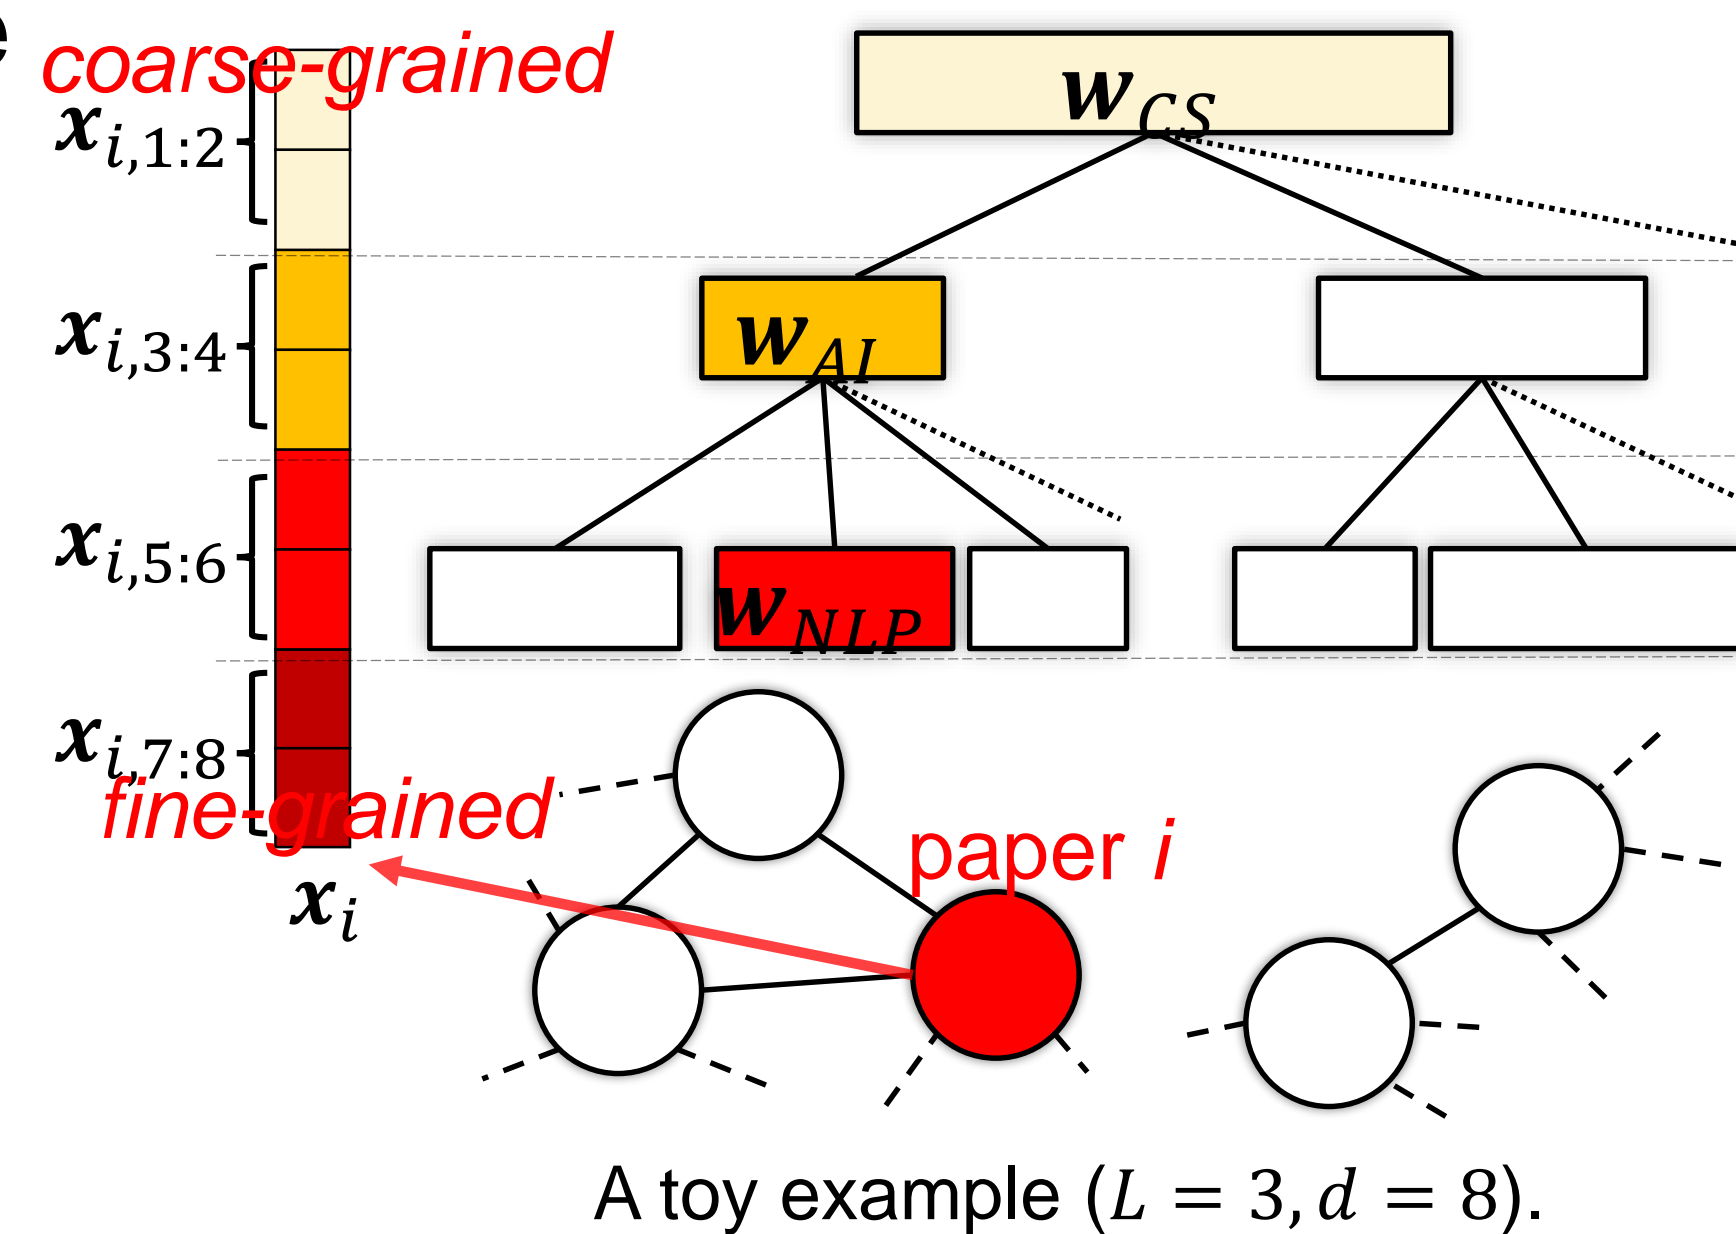 e
coarse-grained
x_{i,1:2}
w_{CS}
x_{i,3:4}
w_{AI}
x_{i,5:6}
w_{NLP}
x_{i,7:8}
fine-grained
paper i
x_i
A toy example (L = 3, d = 8).